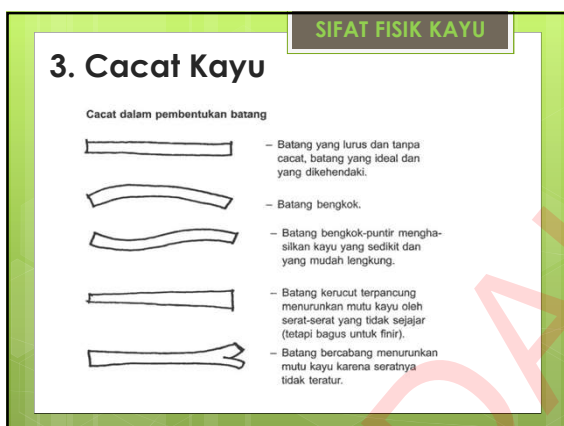 SIFAT FISIK KAYU
3. Cacat Kayu
Cacat dalam pembentukan batang
– Batang yang lurus dan tanpa
cacat, batang yang ideal dan
yang dikehendaki.
– Batang bengkok.
– Batang bengkok-puntir mengha-
silkan kayu yang sedikit dan
yang mudah lengkung.
– Batang kerucut terpancung
menurunkan mutu kayu oleh
serat-serat yang tidak sejajar
(tetapi bagus untuk finir).
– Batang bercabang menurunkan
mutu kayu karena seratnya
tidak teratur.